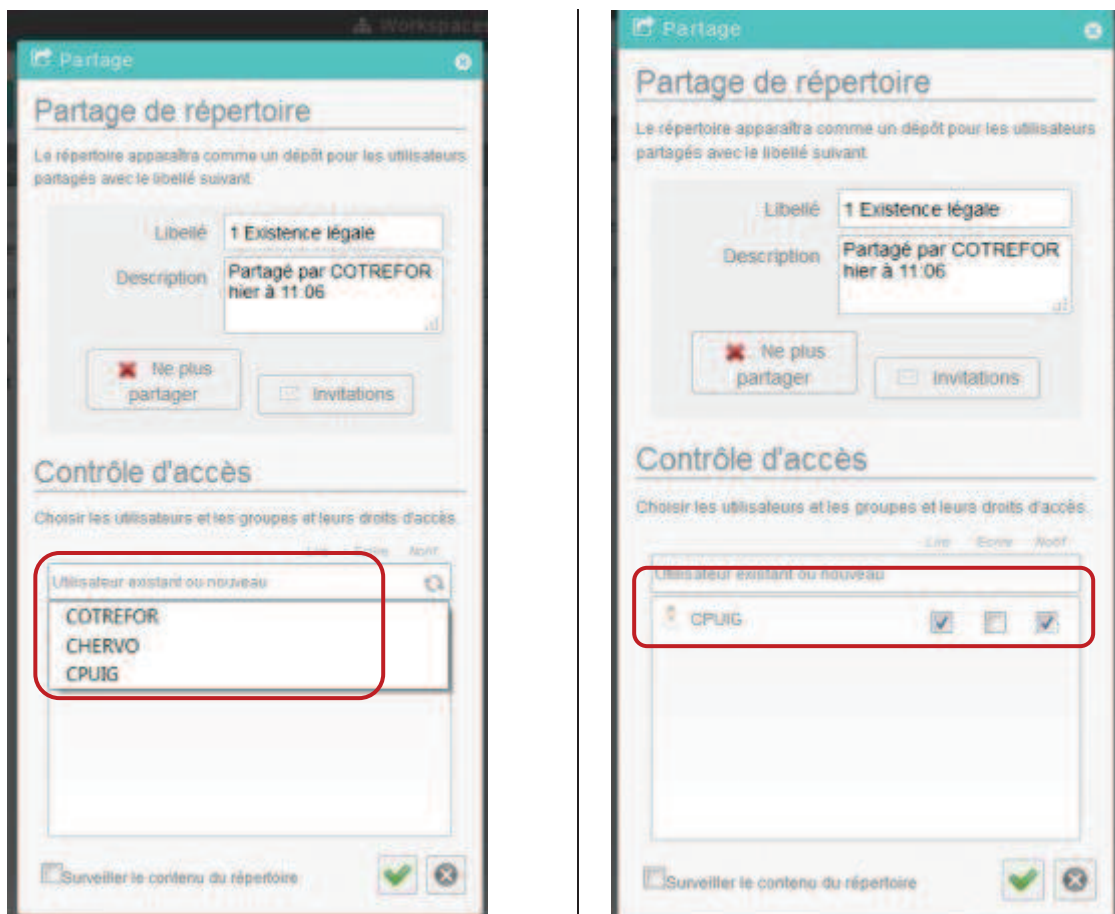 Workspaces
Partage
Partage de répertoire
Le répertoire apparaîtra comme un dépôt pour les utilisateurs
partagés avec le libellé suivant.
Libellé 1 Existence légale
Description Partagé par COTREFOR
hier à 11:06
Ne plus
partager
Invitations
Contrôle d'accès
Choisir les utilisateurs et les groupes et leurs droits d'accès.
Lire Ecrire Notif
Utilisateur existant ou nouveau
COTREFOR
CHERVO
CPUIG
Surveiller le contenu du répertoire
Partage
Partage de répertoire
Le répertoire apparaîtra comme un dépôt pour les utilisateurs
partagés avec le libellé suivant.
Libellé 1 Existence légale
Description Partagé par COTREFOR
hier à 11:06
Ne plus
partager
Invitations
Contrôle d'accès
Choisir les utilisateurs et les groupes et leurs droits d'accès.
Lire Ecrire Notif
Utilisateur existant ou nouveau
CPUIG
Surveiller le contenu du répertoire